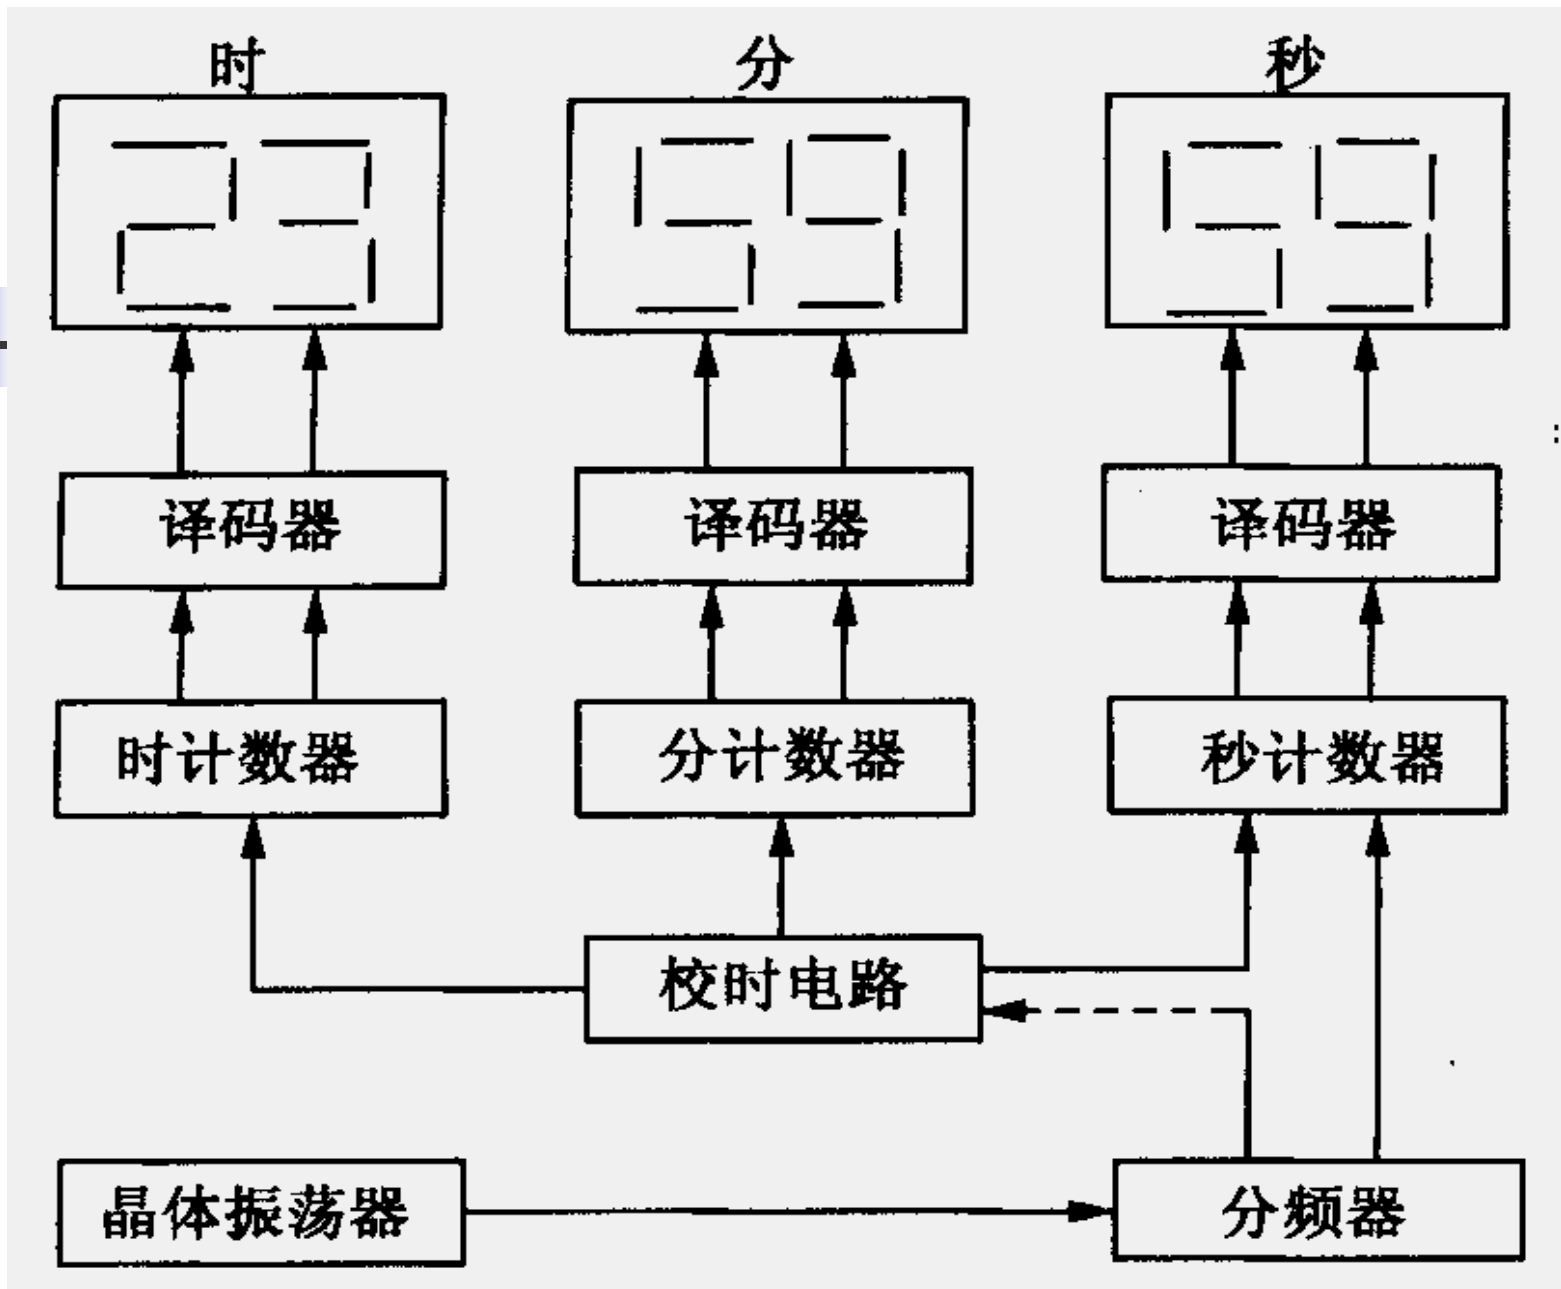 时 分 秒
23 59 59
译码器 译码器 译码器
时计数器 分计数器 秒计数器
校时电路
晶体振荡器 分频器